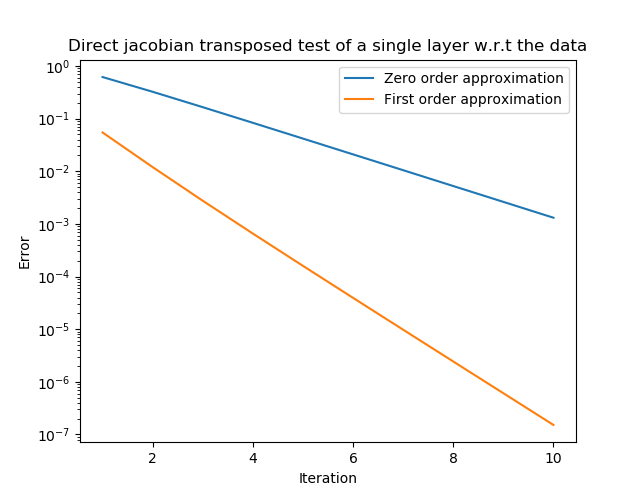 Direct jacobian transposed test of a single layer w.r.t the data
Zero order approximation
First order approximation
10⁰
10⁻¹
10⁻²
10⁻³
10⁻⁴
10⁻⁵
10⁻⁶
10⁻⁷
Error
2 4 6 8 10
Iteration